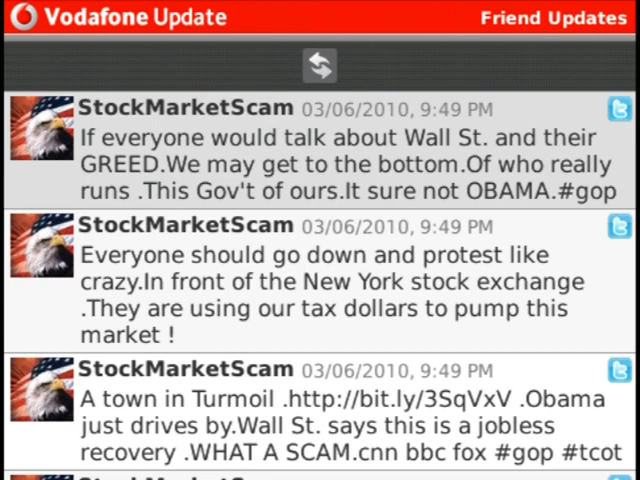 Vodafone Update
Friend Updates
StockMarketScam 03/06/2010, 9:49 PM
If everyone would talk about Wall St. and their
GREED.We may get to the bottom.Of who really
runs .This Gov't of ours.It sure not OBAMA.#gop
StockMarketScam 03/06/2010, 9:49 PM
Everyone should go down and protest like
crazy.In front of the New York stock exchange
.They are using our tax dollars to pump this
market !
StockMarketScam 03/06/2010, 9:49 PM
A town in Turmoil .http://bit.ly/3SqVxV .Obama
just drives by.Wall St. says this is a jobless
recovery .WHAT A SCAM.cnn bbc fox #gop #tcot